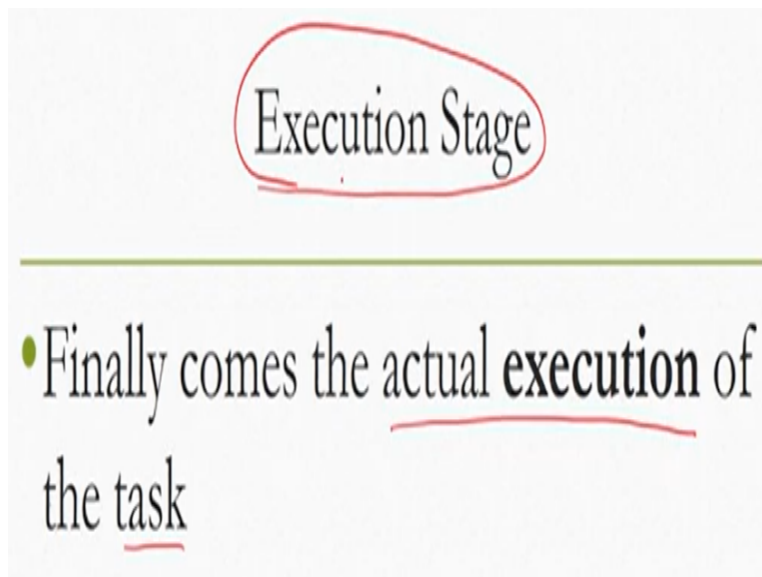 Execution Stage
•Finally comes the actual execution of
the task